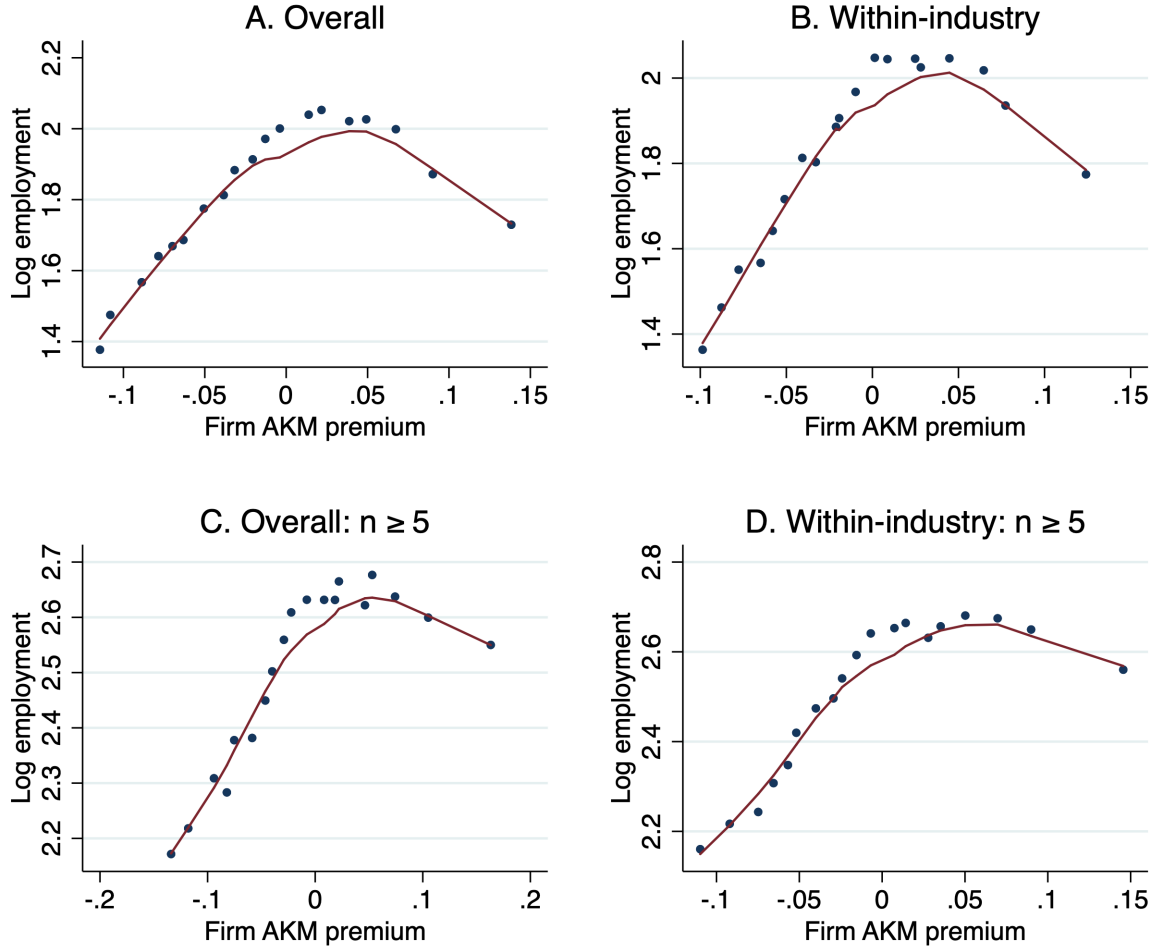 A. Overall
Log employment
2.2
2
1.8
1.6
1.4
-.1 -.05 0 .05 .1 .15
Firm AKM premium
B. Within-industry
Log employment
2
1.8
1.6
1.4
-.1 -.05 0 .05 .1 .15
Firm AKM premium
C. Overall: n ≥ 5
Log employment
2.7
2.6
2.5
2.4
2.3
2.2
-.2 -.1 0 .1 .2
Firm AKM premium
D. Within-industry: n ≥ 5
Log employment
2.8
2.6
2.4
2.2
-.1 -.05 0 .05 .1 .15
Firm AKM premium